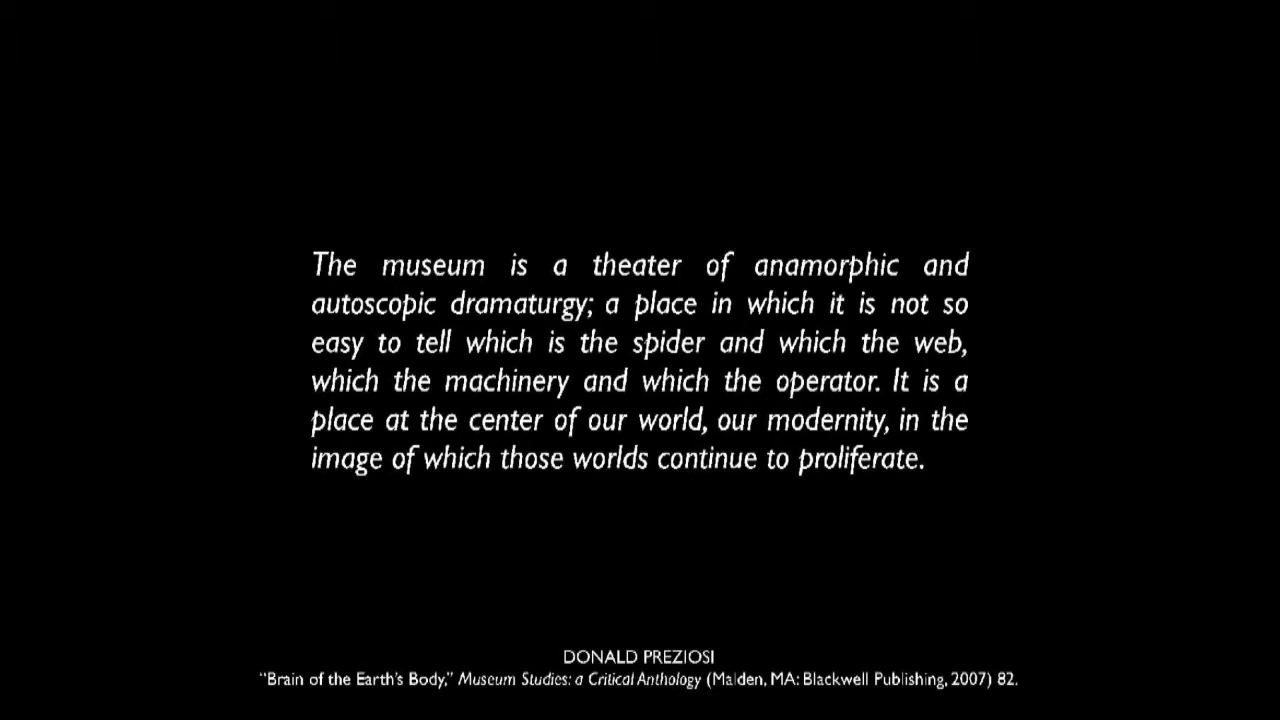 The museum is a theater of anamorphic and
autoscopic dramaturgy; a place in which it is not so
easy to tell which is the spider and which the web,
which the machinery and which the operator. It is a
place at the center of our world, our modernity, in the
image of which those worlds continue to proliferate.
DONALD PREZIOSI
“Brain of the Earth’s Body,” Museum Studies: a Critical Anthology (Malden, MA: Blackwell Publishing, 2007) 82.